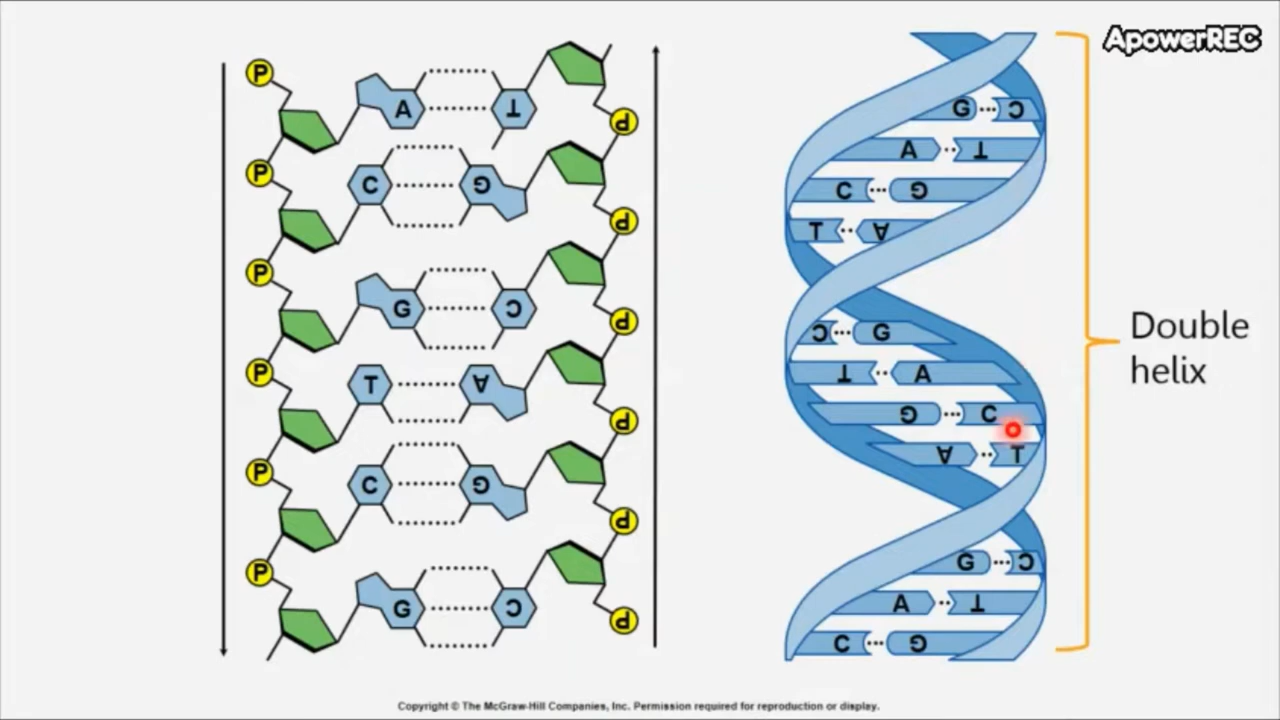 ApowerREC
P
A T
P
C G
P
P
G C
P
P
T A
P
P
C G
P
P
G C
P
P
P
G C
A T
C G
T A
C G
T A
G C
A T
G C
A T
C G
Double
helix
Copyright © The McGraw-Hill Companies, Inc. Permission required for reproduction or display.